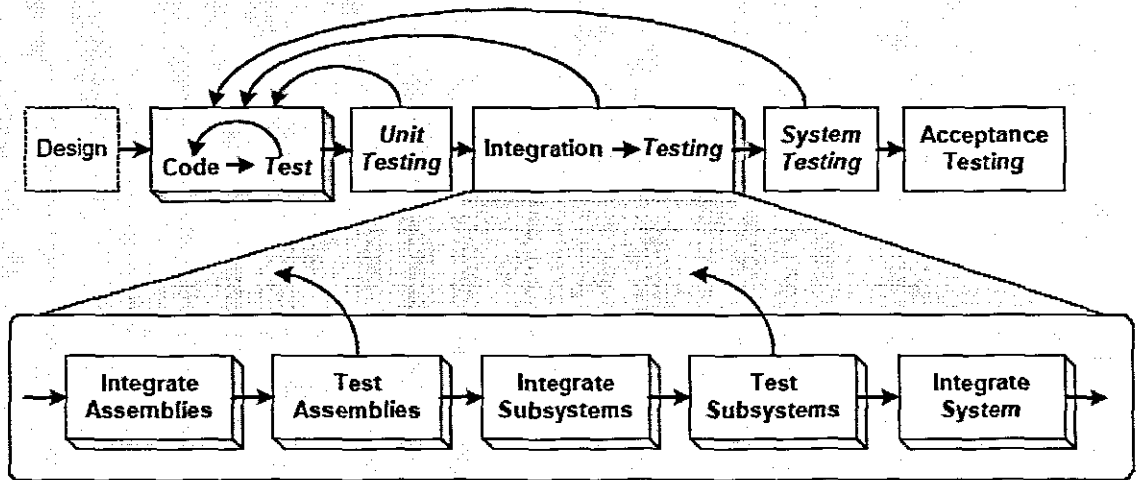 Design
Code
Test
Unit
Testing
Integration
Testing
System
Testing
Acceptance
Testing
Integrate
Assemblies
Test
Assemblies
Integrate
Subsystems
Test
Subsystems
Integrate
System